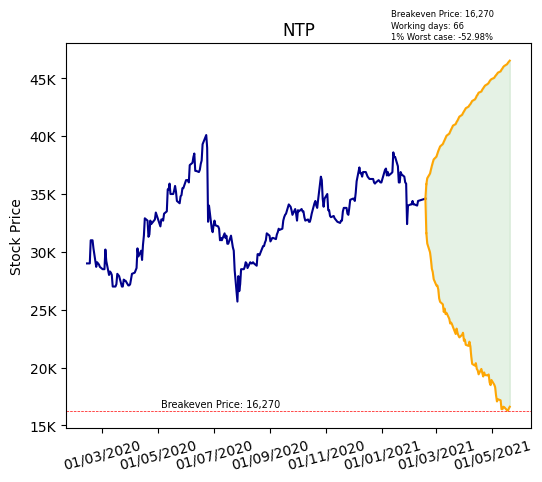 Breakeven Price: 16,270
Working days: 66
1% Worst case: -52.98%
NTP
Stock Price
45K
40K
35K
30K
25K
20K
15K
Breakeven Price: 16,270
01/03/2020
01/05/2020
01/07/2020
01/09/2020
01/11/2020
01/01/2021
01/03/2021
01/05/2021